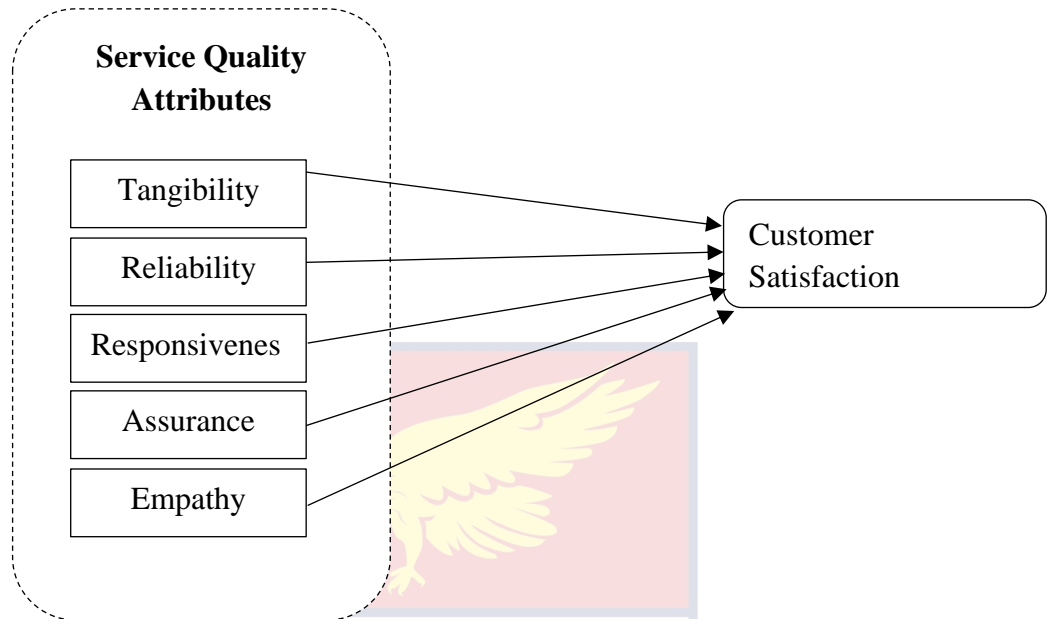 Service Quality
Attributes
Tangibility
Reliability
Responsivenes
Assurance
Empathy
Customer
Satisfaction